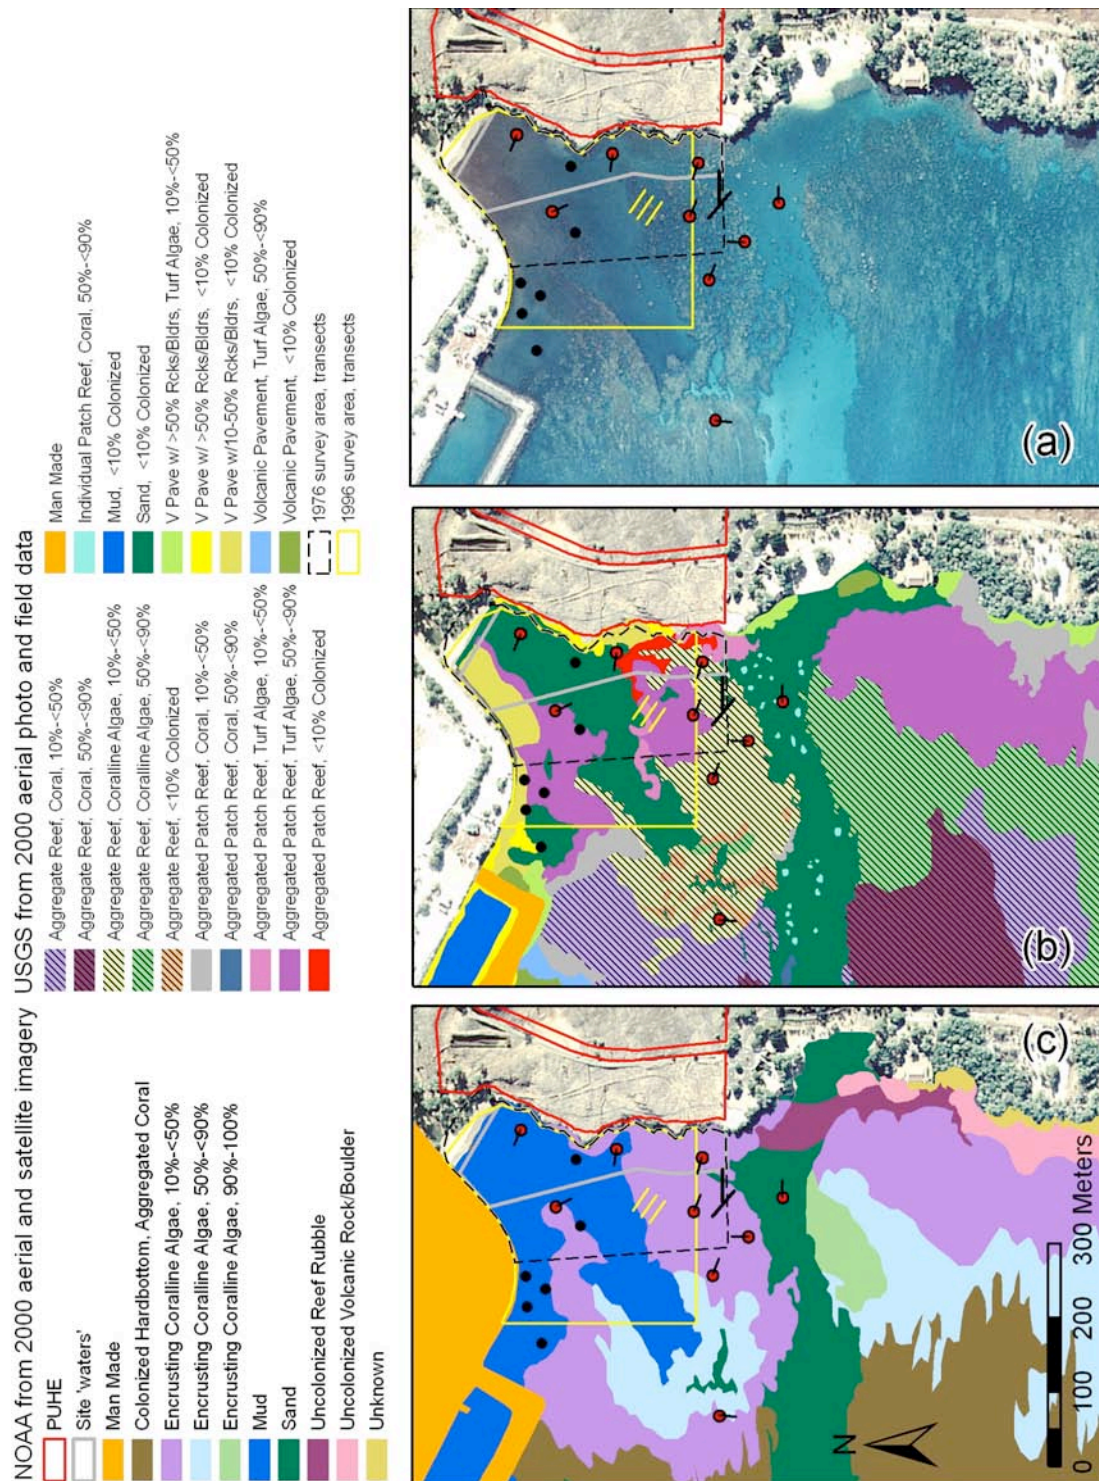 NOAA from 2000 aerial and satellite imagery
PUHE
Site 'waters'
Man Made
Colonized Hardbottom, Aggregated Coral
Encrusting Coralline Algae, 10%-<50%
Encrusting Coralline Algae, 50%-<90%
Encrusting Coralline Algae, 90%-100%
Mud
Sand
Uncolonized Reef Rubble
Uncolonized Volcanic Rock/Boulder
Unknown
USGS from 2000 aerial photo and field data
Aggregate Reef, Coral, 10%-<50%
Aggregate Reef, Coral, 50%-<90%
Aggregate Reef, Coralline Algae, 10%-<50%
Aggregate Reef, Coralline Algae, 50%-<90%
Aggregate Reef, <10% Colonized
Aggregated Patch Reef, Coral, 10%-<50%
Aggregated Patch Reef, Coral, 50%-<90%
Aggregated Patch Reef, Turf Algae, 10%-<50%
Aggregated Patch Reef, Turf Algae, 50%-<90%
Aggregated Patch Reef, <10% Colonized
Man Made
Individual Patch Reef, Coral, 50%-<90%
Mud, <10% Colonized
Sand, <10% Colonized
V Pave w/ >50% Rcks/Bldrs, Turf Algae, 10%-<50%
V Pave w/ >50% Rcks/Bldrs, <10% Colonized
V Pave w/10-50% Rcks/Bldrs, <10% Colonized
Volcanic Pavement, Turf Algae, 50%-<90%
Volcanic Pavement, <10% Colonized
1976 survey area, transects
1996 survey area, transects
(c)
N
0 100 200 300 Meters
(b)
(a)